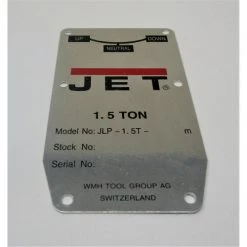 UP DOWN
NEUTRAL
JET®
1.5 TON
Model No: JLP - 1.5T - m
Stock No:
Serial No:
WMH TOOL GROUP AG
SWITZERLAND